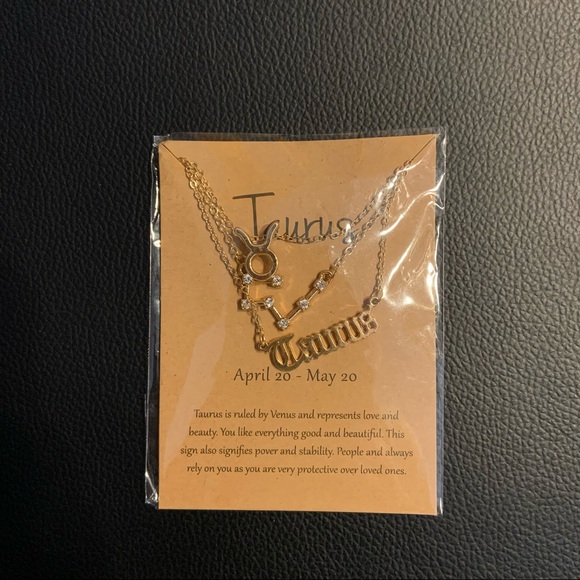 Taurus
Taurus
April 20 - May 20
Taurus is ruled by Venus and represents love and
beauty. You like everything good and beautiful. This
sign also signifies pover and stability. People and always
rely on you as you are very protective over loved ones.